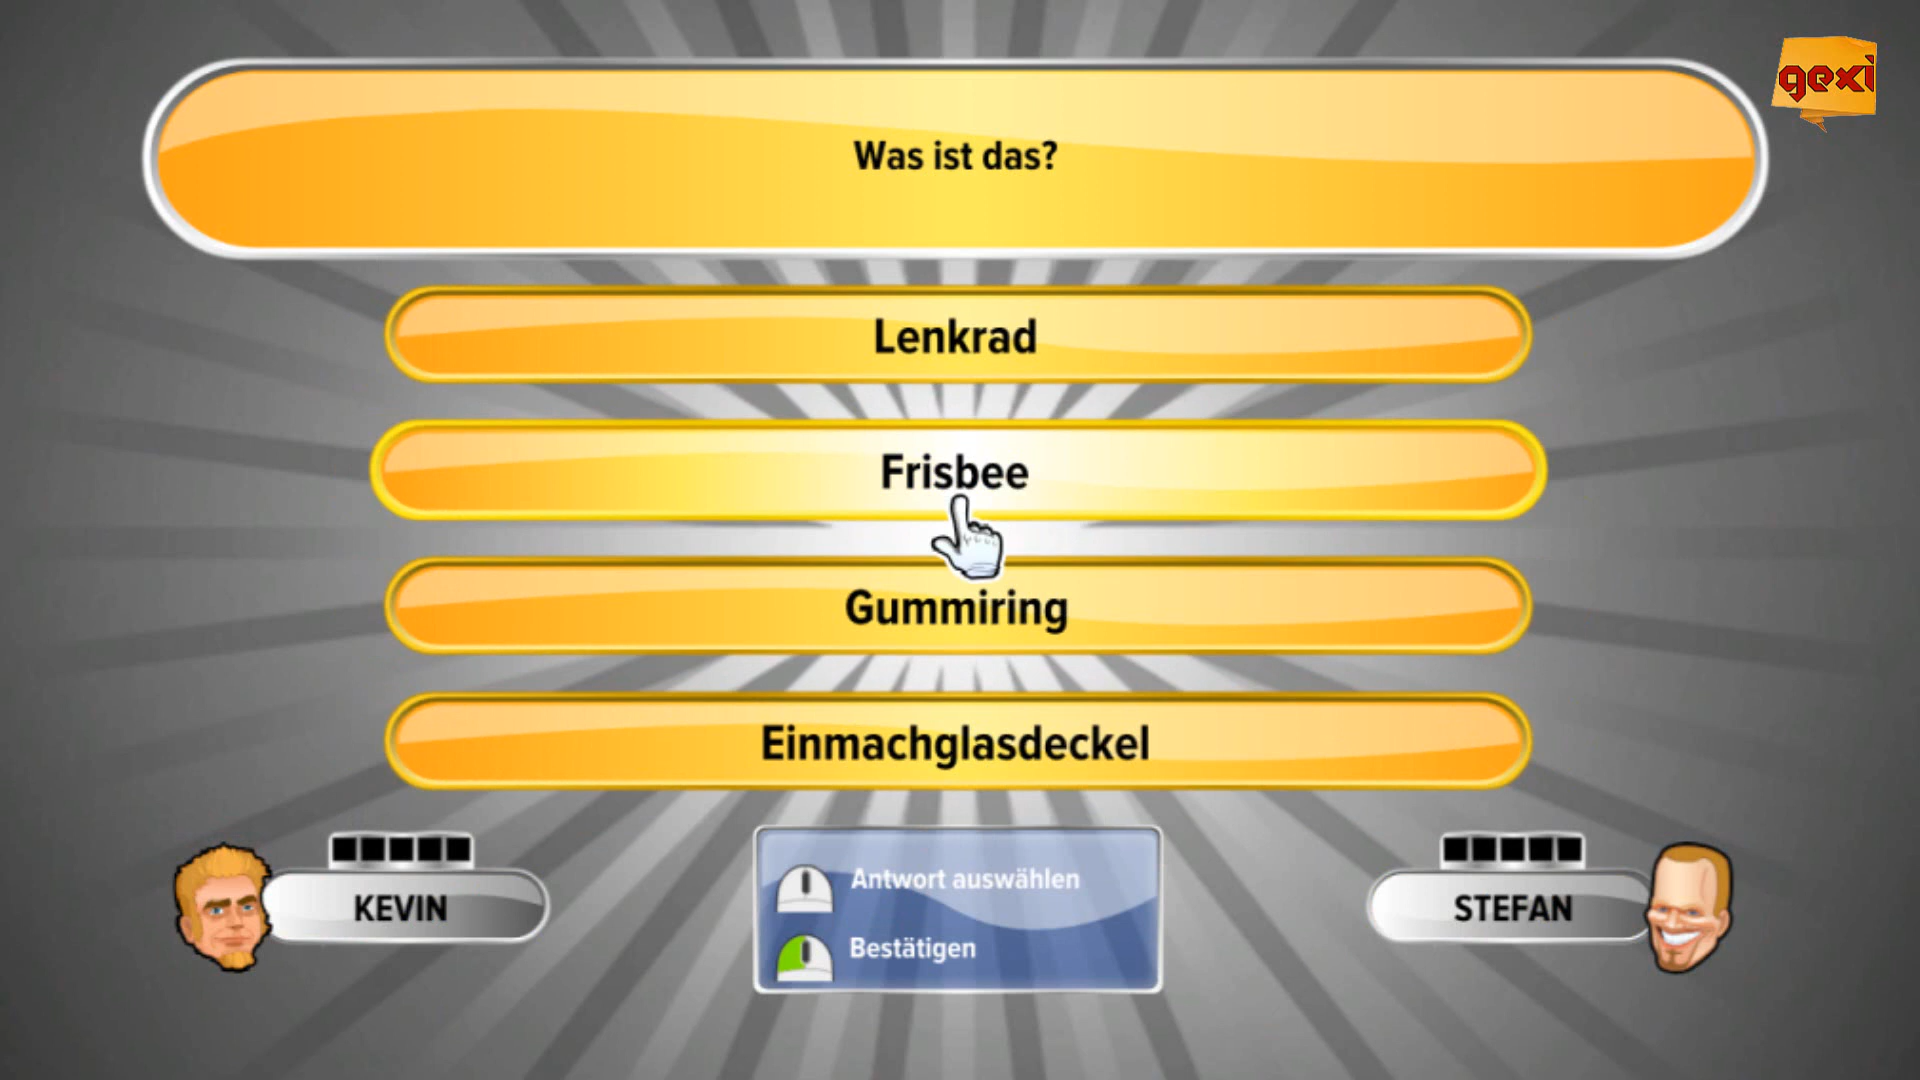 gexi
Was ist das?
Lenkrad
Frisbee
Gummiring
Einmachglasdeckel
KEVIN
Antwort auswählen
Bestätigen
STEFAN